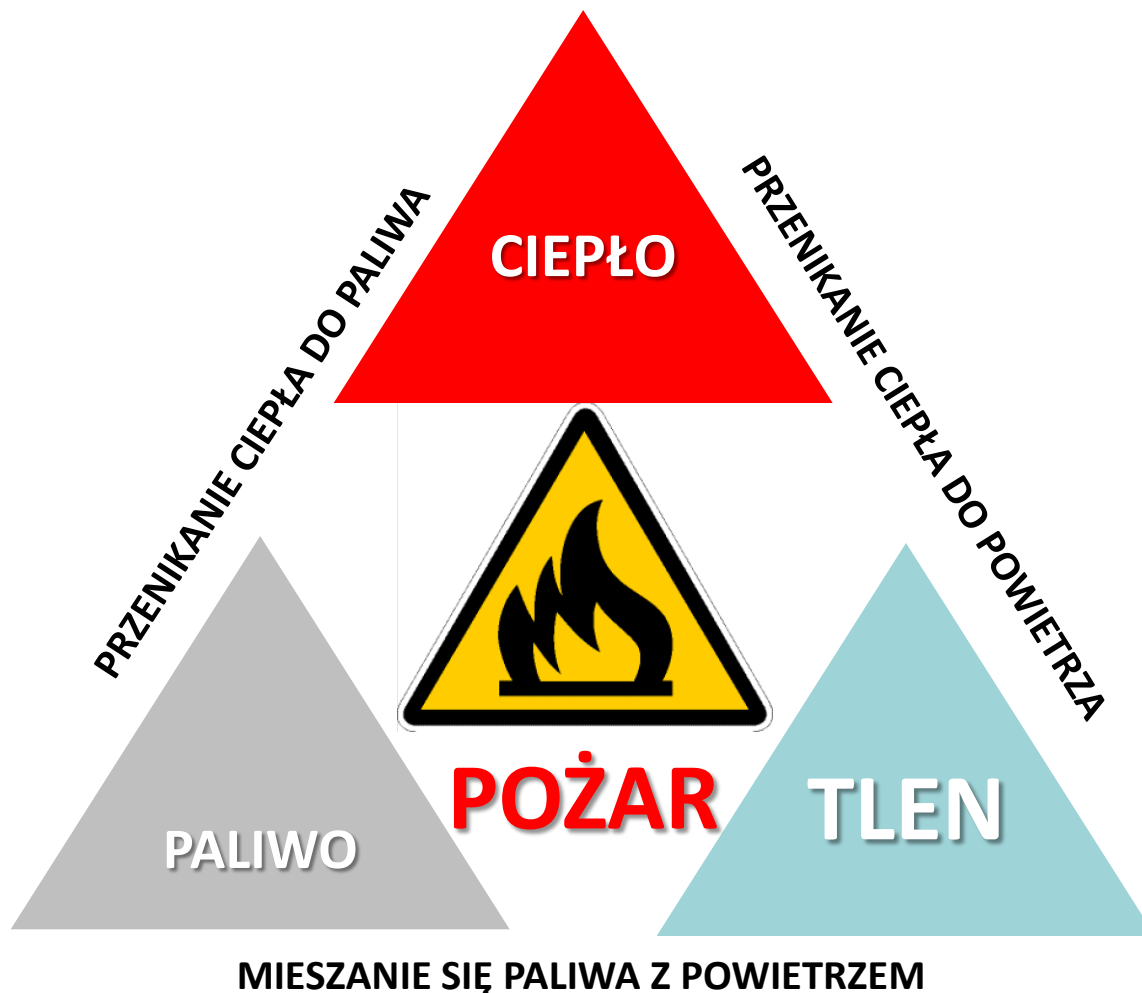 CIEPŁO
PRZENIKANIE CIEPŁA DO PALIWA
PRZENIKANIE CIEPŁA DO POWIETRZA
POŻAR
PALIWO
TLEN
MIESZANIE SIĘ PALIWA Z POWIETRZEM